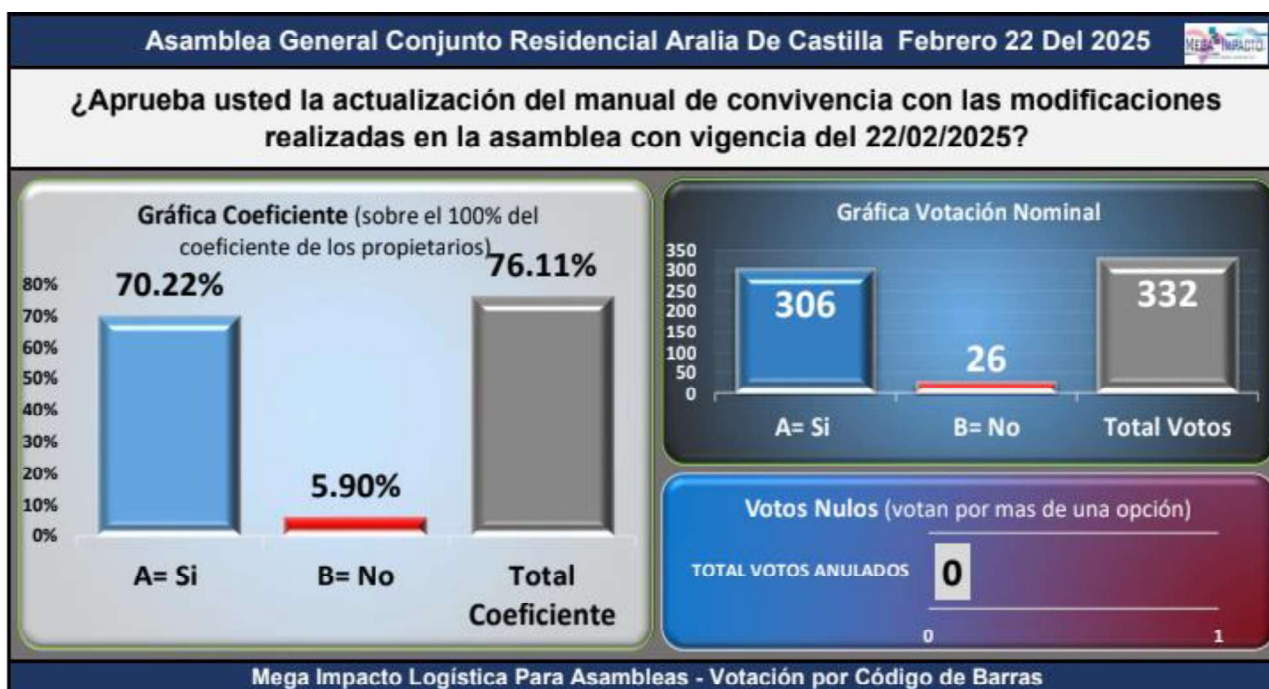 Asamblea General Conjunto Residencial Aralia De Castilla Febrero 22 Del 2025
MEGA IMPACTO
¿Aprueba usted la actualización del manual de convivencia con las modificaciones
realizadas en la asamblea con vigencia del 22/02/2025?
Gráfica Coeficiente (sobre el 100% del
coeficiente de los propietarios)
80%
70%
60%
50%
40%
30%
20%
10%
0%
70.22%
5.90%
76.11%
A= Si
B= No
Total
Coeficiente
Gráfica Votación Nominal
350
300
250
200
150
100
50
0
306
26
332
A= Si
B= No
Total Votos
Votos Nulos (votan por mas de una opción)
TOTAL VOTOS ANULADOS
0
0
1
Mega Impacto Logística Para Asambleas - Votación por Código de Barras